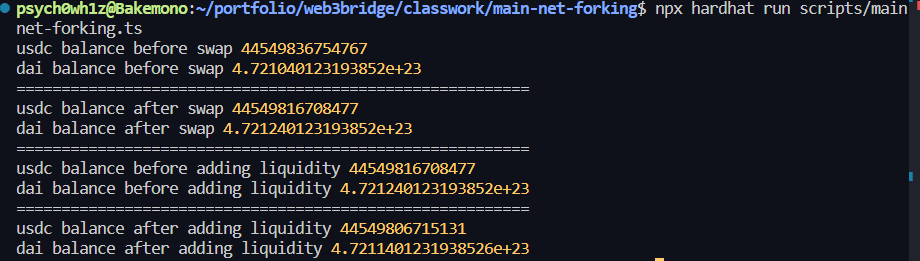 psych0wh1z@Bakemono:~/portfolio/web3bridge/classwork/main-net-forking$ npx hardhat run scripts/main
net-forking.ts
usdc balance before swap 44549836754767
dai balance before swap 4.721040123193852e+23
=======================================================
usdc balance after swap 44549816708477
dai balance after swap 4.721240123193852e+23
=======================================================
usdc balance before adding liquidity 44549816708477
dai balance before adding liquidity 4.721240123193852e+23
=======================================================
usdc balance after adding liquidity 44549806715131
dai balance after adding liquidity 4.7211401231938526e+23